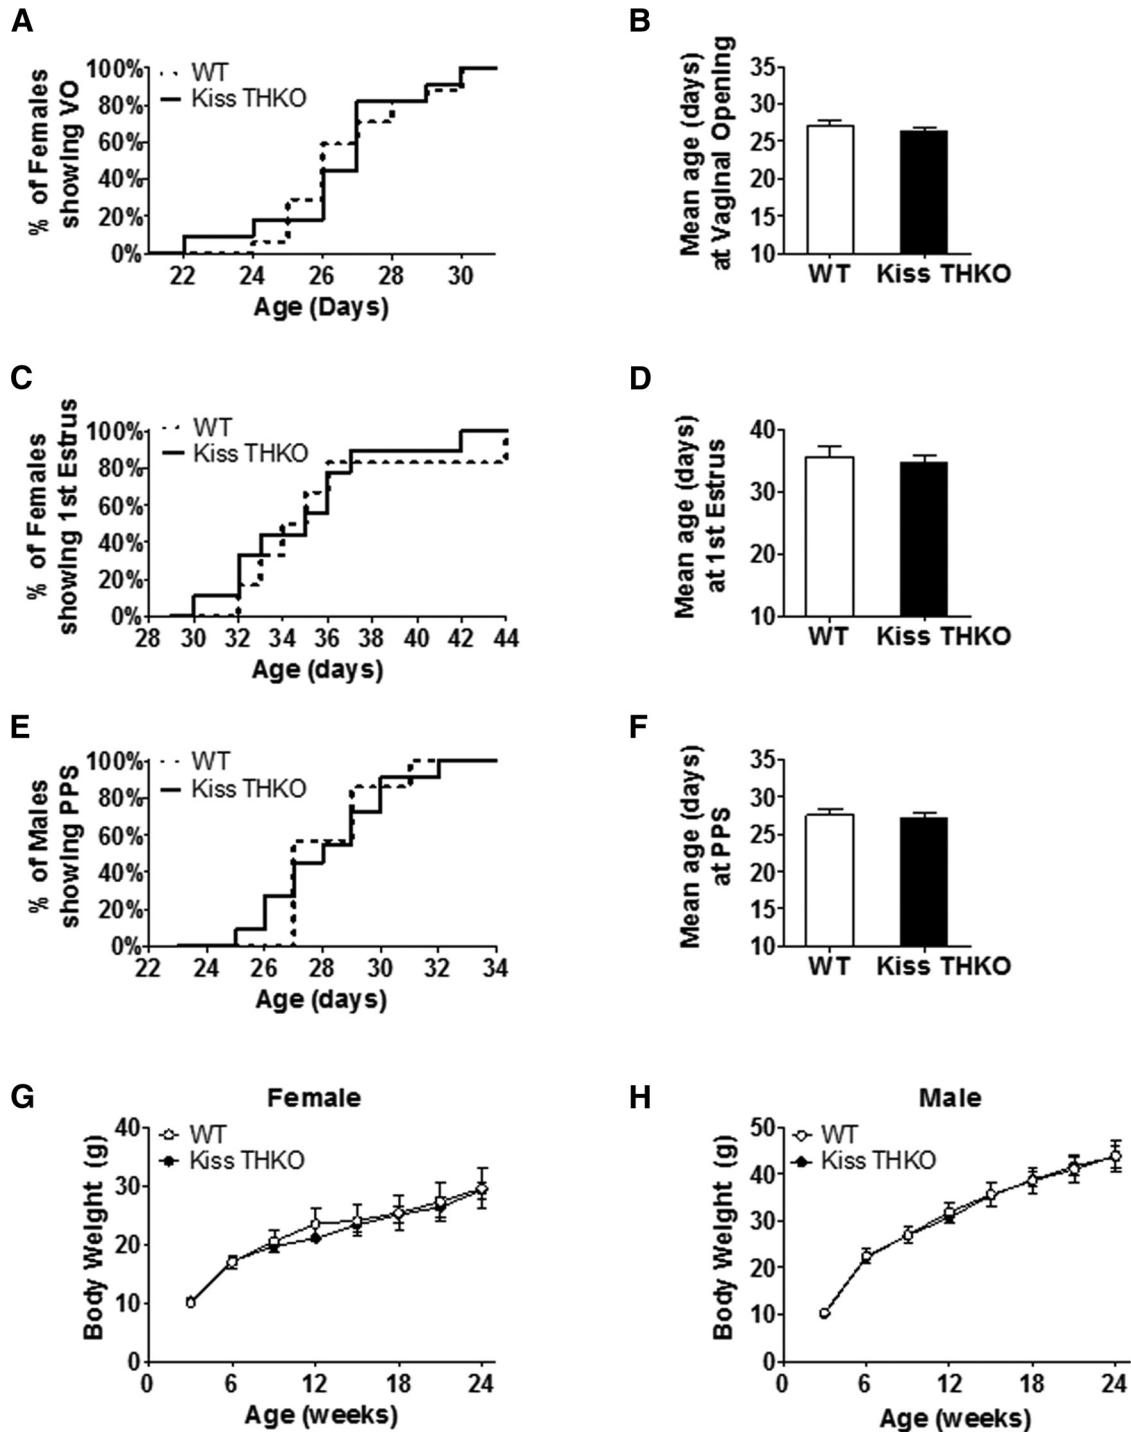 A
% of Females
showing VO
100%
80%
60%
40%
20%
0%
WT
Kiss THKO
22 24 26 28 30
Age (Days)
B
Mean age (days)
at Vaginal Opening
35
30
25
20
15
10
WT Kiss THKO
C
% of Females
showing 1st Estrus
100%
80%
60%
40%
20%
0%
WT
Kiss THKO
28 30 32 34 36 38 40 42 44
Age (days)
D
Mean age (days)
at 1st Estrus
40
30
20
10
WT Kiss THKO
E
% of Males
showing PPS
100%
80%
60%
40%
20%
0%
WT
Kiss THKO
22 24 26 28 30 32 34
Age (days)
F
Mean age (days)
at PPS
35
30
25
20
15
10
WT Kiss THKO
G
Female
Body Weight (g)
40
30
20
10
0
WT
Kiss THKO
0 6 12 18 24
Age (weeks)
H
Male
Body Weight (g)
50
40
30
20
10
0
WT
Kiss THKO
0 6 12 18 24
Age (weeks)